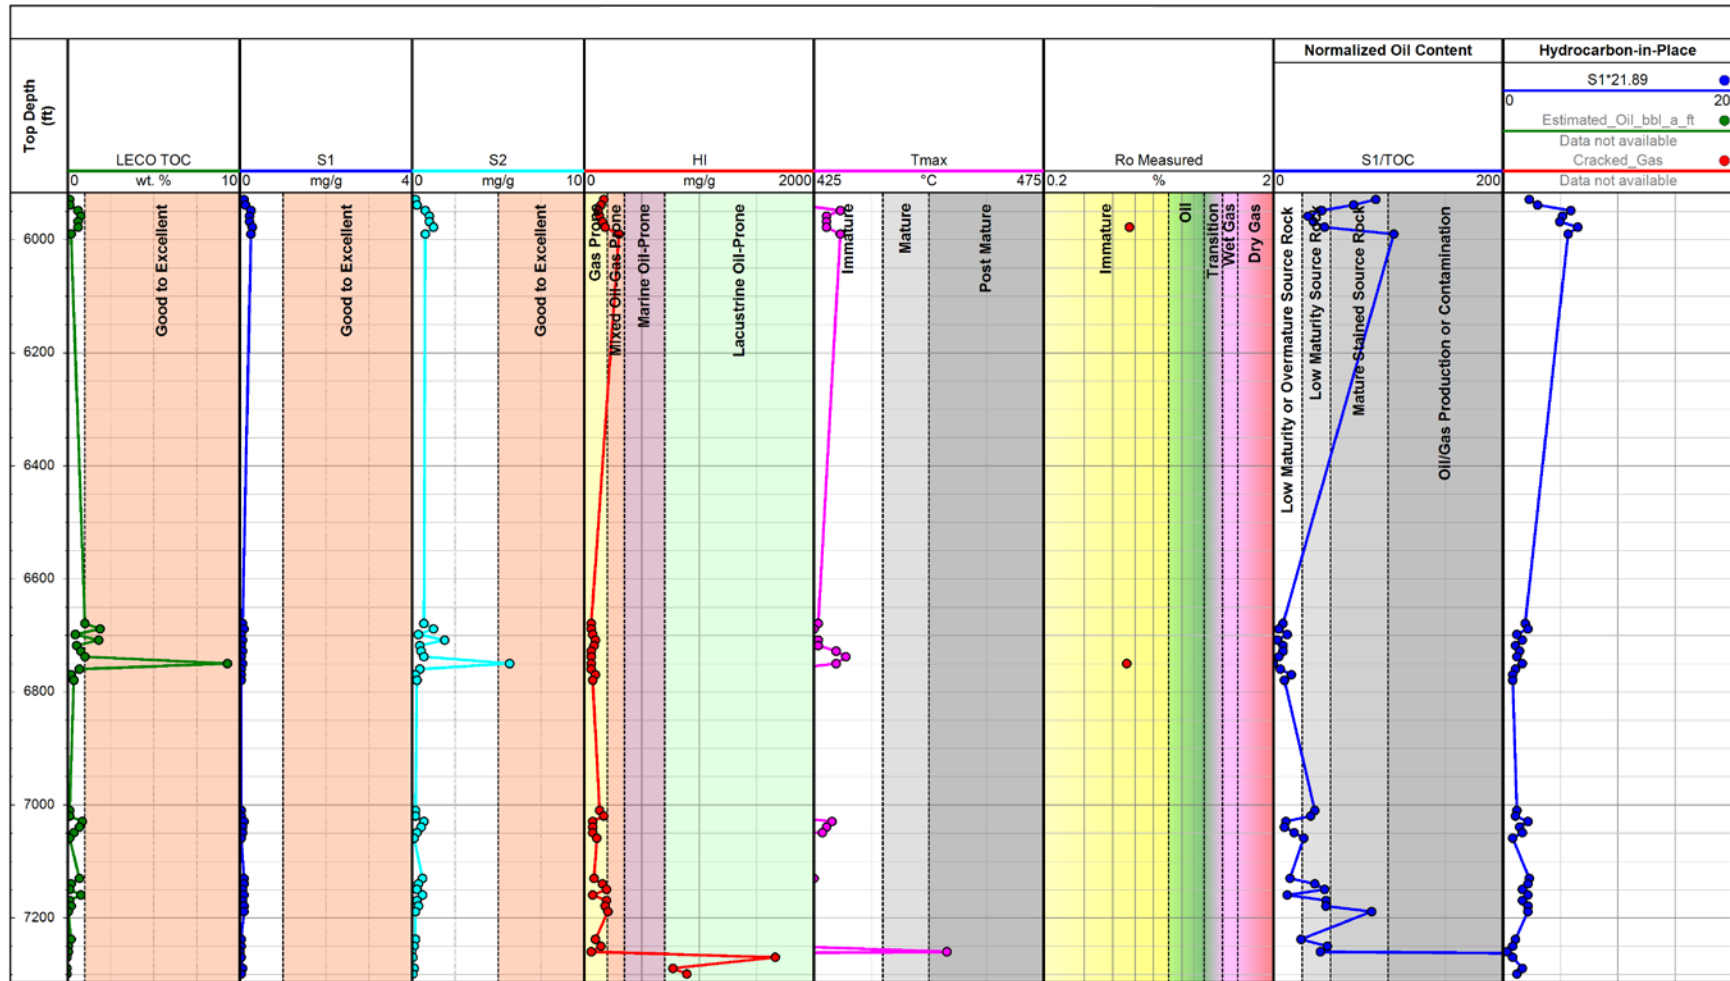 Normalized Oil Content
Hydrocarbon-in-Place
S1*21.89
0 20
Estimated_Oil_bbl_a_ft
Data not available
Cracked_Gas
Data not available
Top Depth
(ft)
LECO TOC
0 wt. % 10
S1
0 mg/g 4
S2
0 mg/g 10
HI
0 mg/g 2000
Tmax
425 °C 475
Ro Measured
0.2 % 2
S1/TOC
0 200
Good to Excellent
Good to Excellent
Good to Excellent
Gas Prone
Mixed Oil-Gas-Prone
Marine Oil-Prone
Lacustrine Oil-Prone
Immature
Mature
Post Mature
Immature
Oil
Transition
Wet Gas
Dry Gas
Low Maturity or Overmature Source Rock
Low Maturity Source Rock
Mature Stained Source Rock
Oil/Gas Production or Contamination
6000
6200
6400
6600
6800
7000
7200